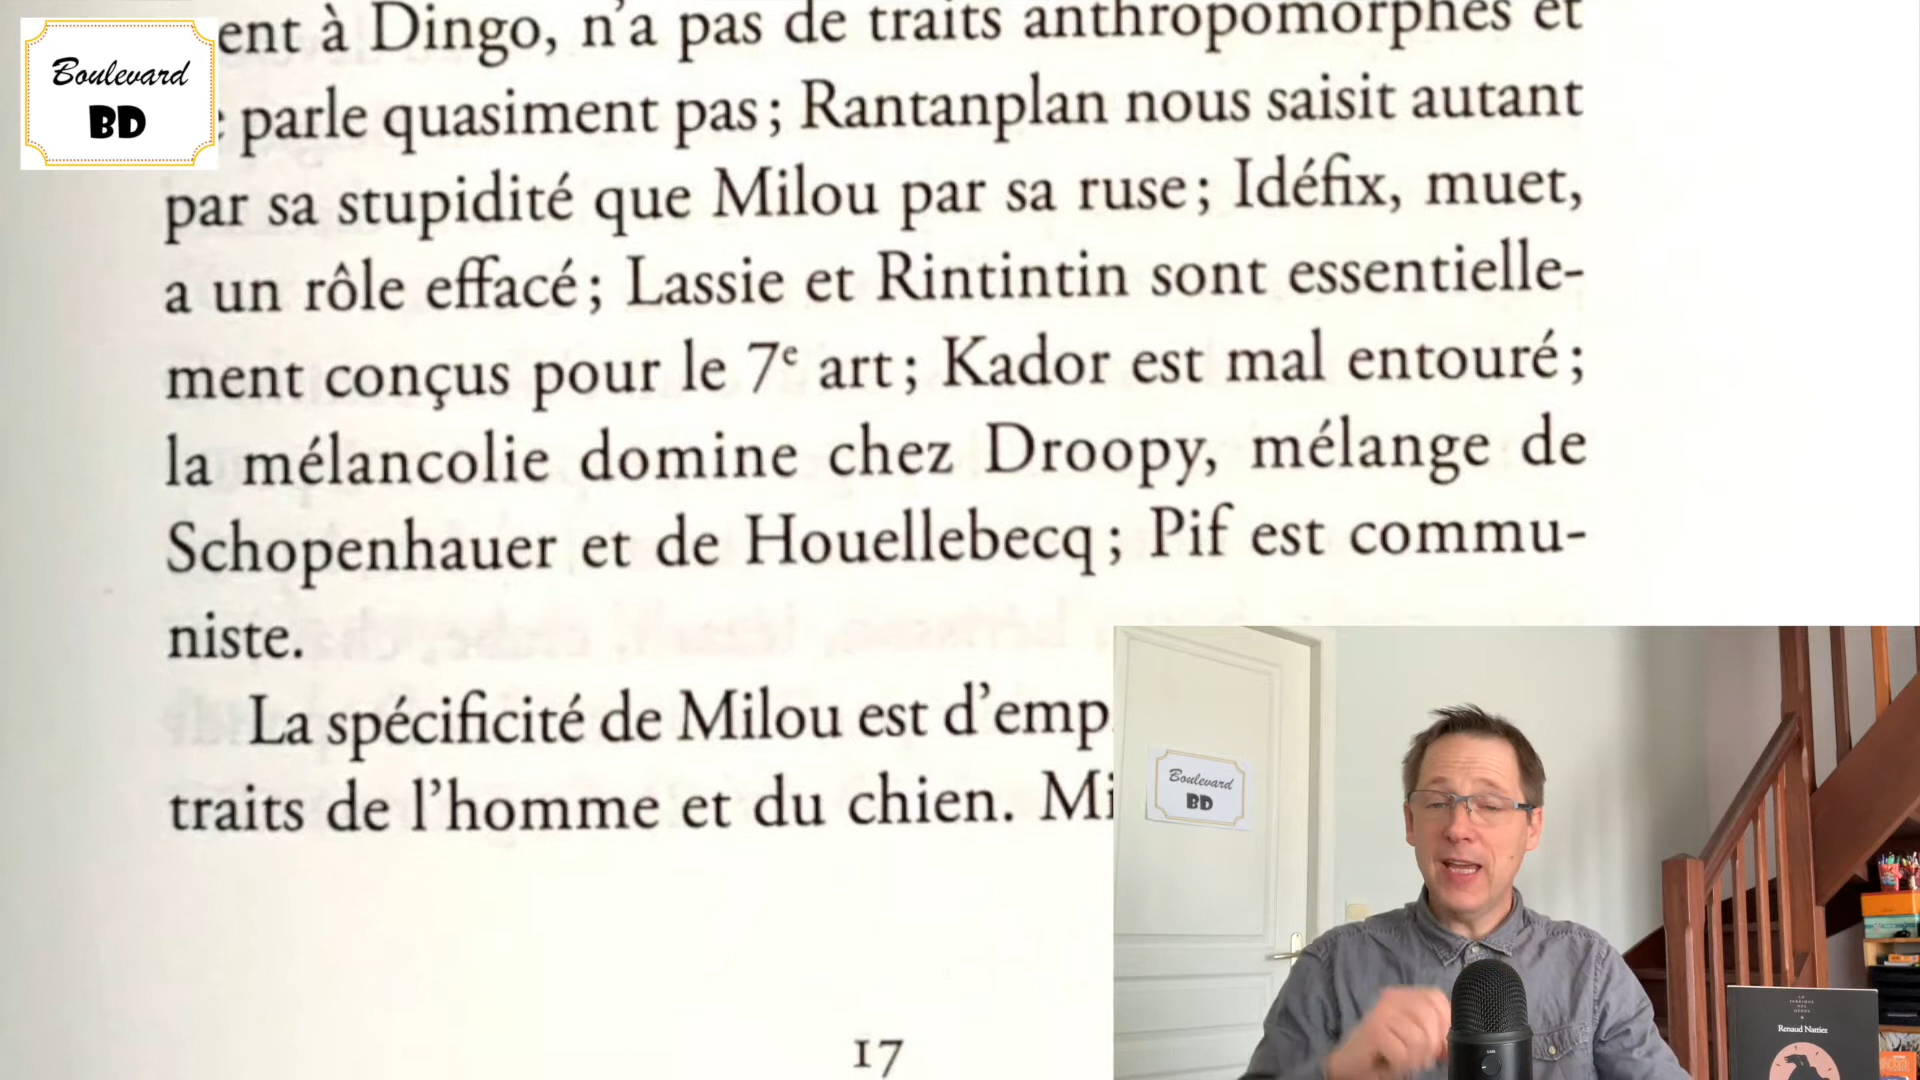 Boulevard
BD
ent à Dingo, n'a pas de traits anthropomorphes et
parle quasiment pas ; Rantanplan nous saisit autant
par sa stupidité que Milou par sa ruse ; Idéfix, muet,
a un rôle effacé ; Lassie et Rintintin sont essentielle-
ment conçus pour le 7e art ; Kador est mal entouré ;
la mélancolie domine chez Droopy, mélange de
Schopenhauer et de Houellebecq ; Pif est commu-
niste.
La spécificité de Milou est d'emp
traits de l'homme et du chien. Mi
17
Boulevard
BD
LA
FABRIQUE
DES
HÉROS
Renaud Nattiez